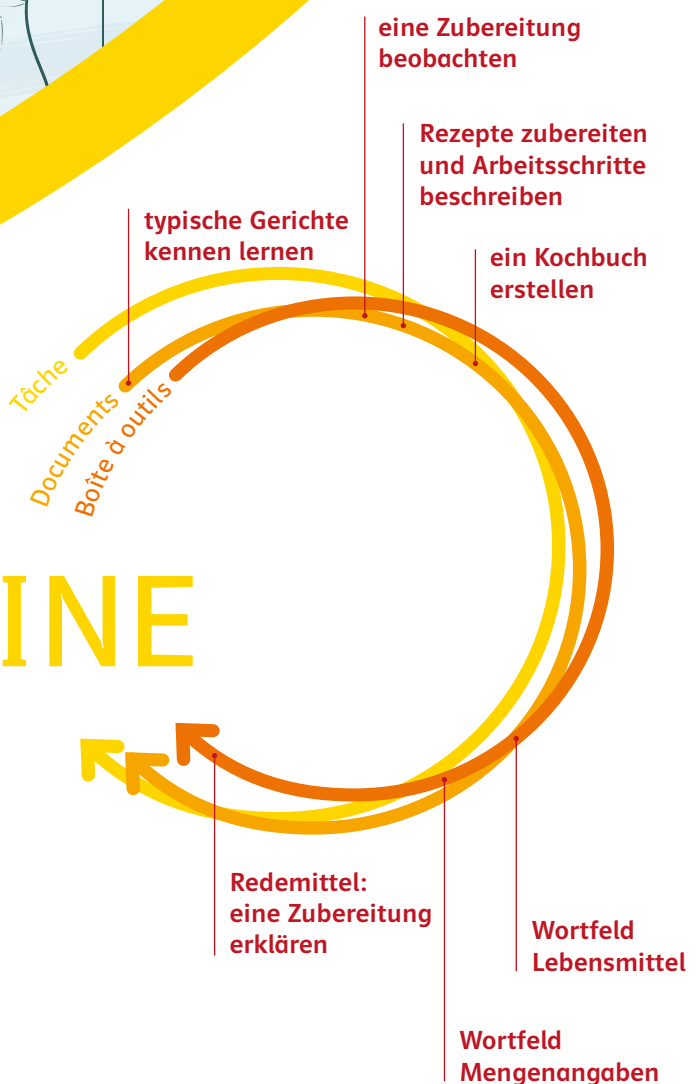 eine Zubereitung
beobachten
Rezepte zubereiten
und Arbeitsschritte
beschreiben
typische Gerichte
kennen lernen
ein Kochbuch
erstellen
Tâche
Documents
Boîte à outils
INE
Redemittel:
eine Zubereitung
erklären
Wortfeld
Lebensmittel
Wortfeld
Mengenangaben